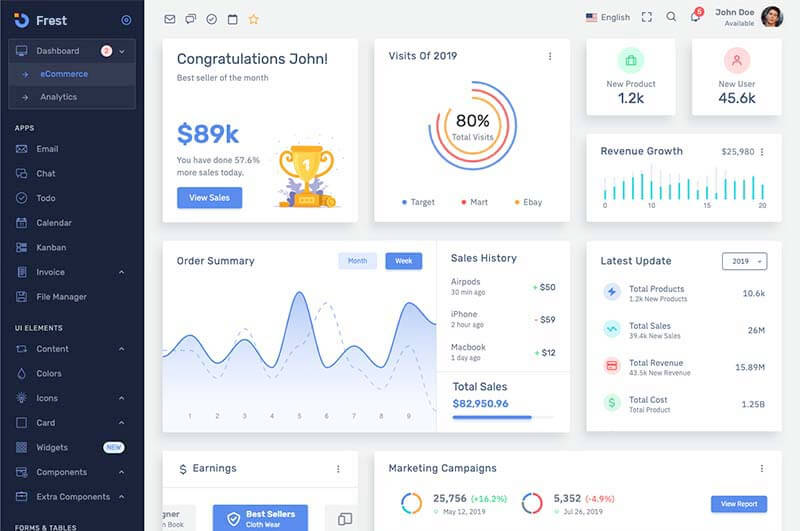 Frest
English
5
John Doe
Available
Dashboard
2
eCommerce
Analytics
APPS
Email
Chat
Todo
Calendar
Kanban
Invoice
File Manager
UI ELEMENTS
Content
Colors
Icons
Card
Widgets
NEW
Components
Extra Components
FORMS & TABLES
Congratulations John!
Best seller of the month
$89k
You have done 57.6%
more sales today.
View Sales
1
Visits Of 2019
80%
Total Visits
Target
Mart
Ebay
New Product
1.2k
New User
45.6k
Revenue Growth
$25,980
0 5 10 15 20
Order Summary
Month
Week
1 2 3 4 5 6 7 8 9
Sales History
Airpods
30 min ago
+ $50
iPhone
2 hour ago
- $59
Macbook
1 day ago
+ $12
Total Sales
$82,950.96
Latest Update
2019
Total Products
1.2k New Products
10.6k
Total Sales
39.4k New Sales
26M
Total Revenue
43.5k New Revenue
15.89M
Total Cost
Total Product
1.25B
$ Earnings
igner
n Book
Best Sellers
Cloth Wear
Marketing Campaigns
25,756 (+16.2%)
May 12, 2019
5,352 (-4.9%)
Jul 26, 2019
View Report